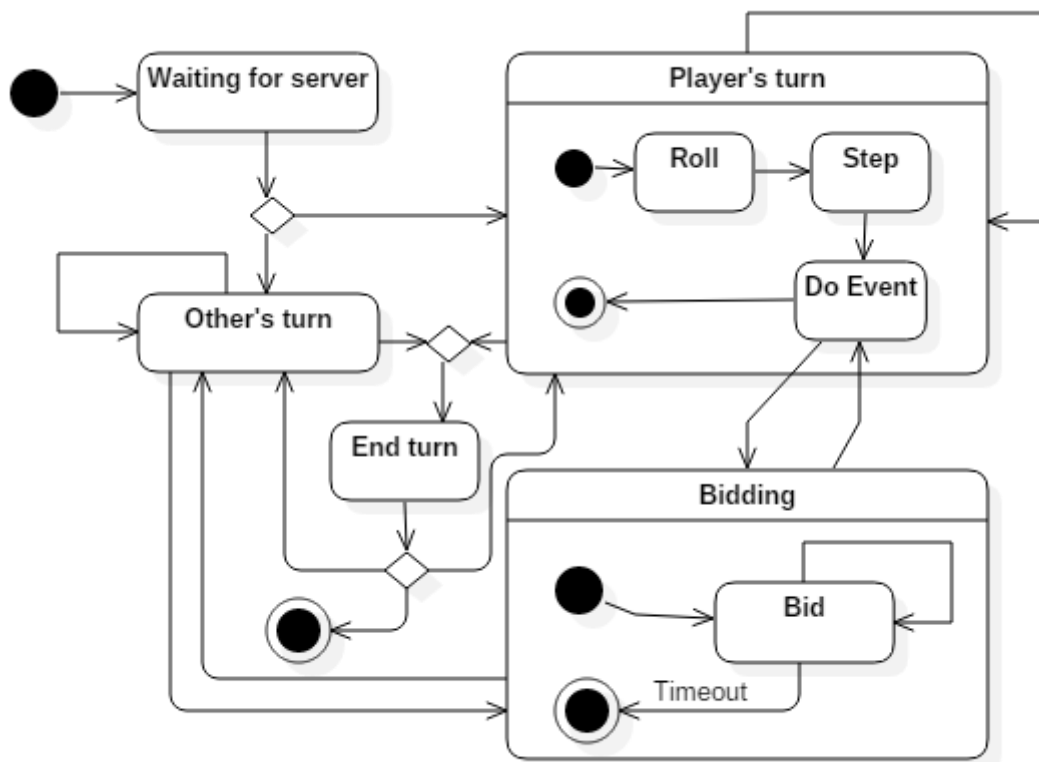 Waiting for server
Player's turn
Roll
Step
Do Event
Other's turn
End turn
Bidding
Bid
Timeout